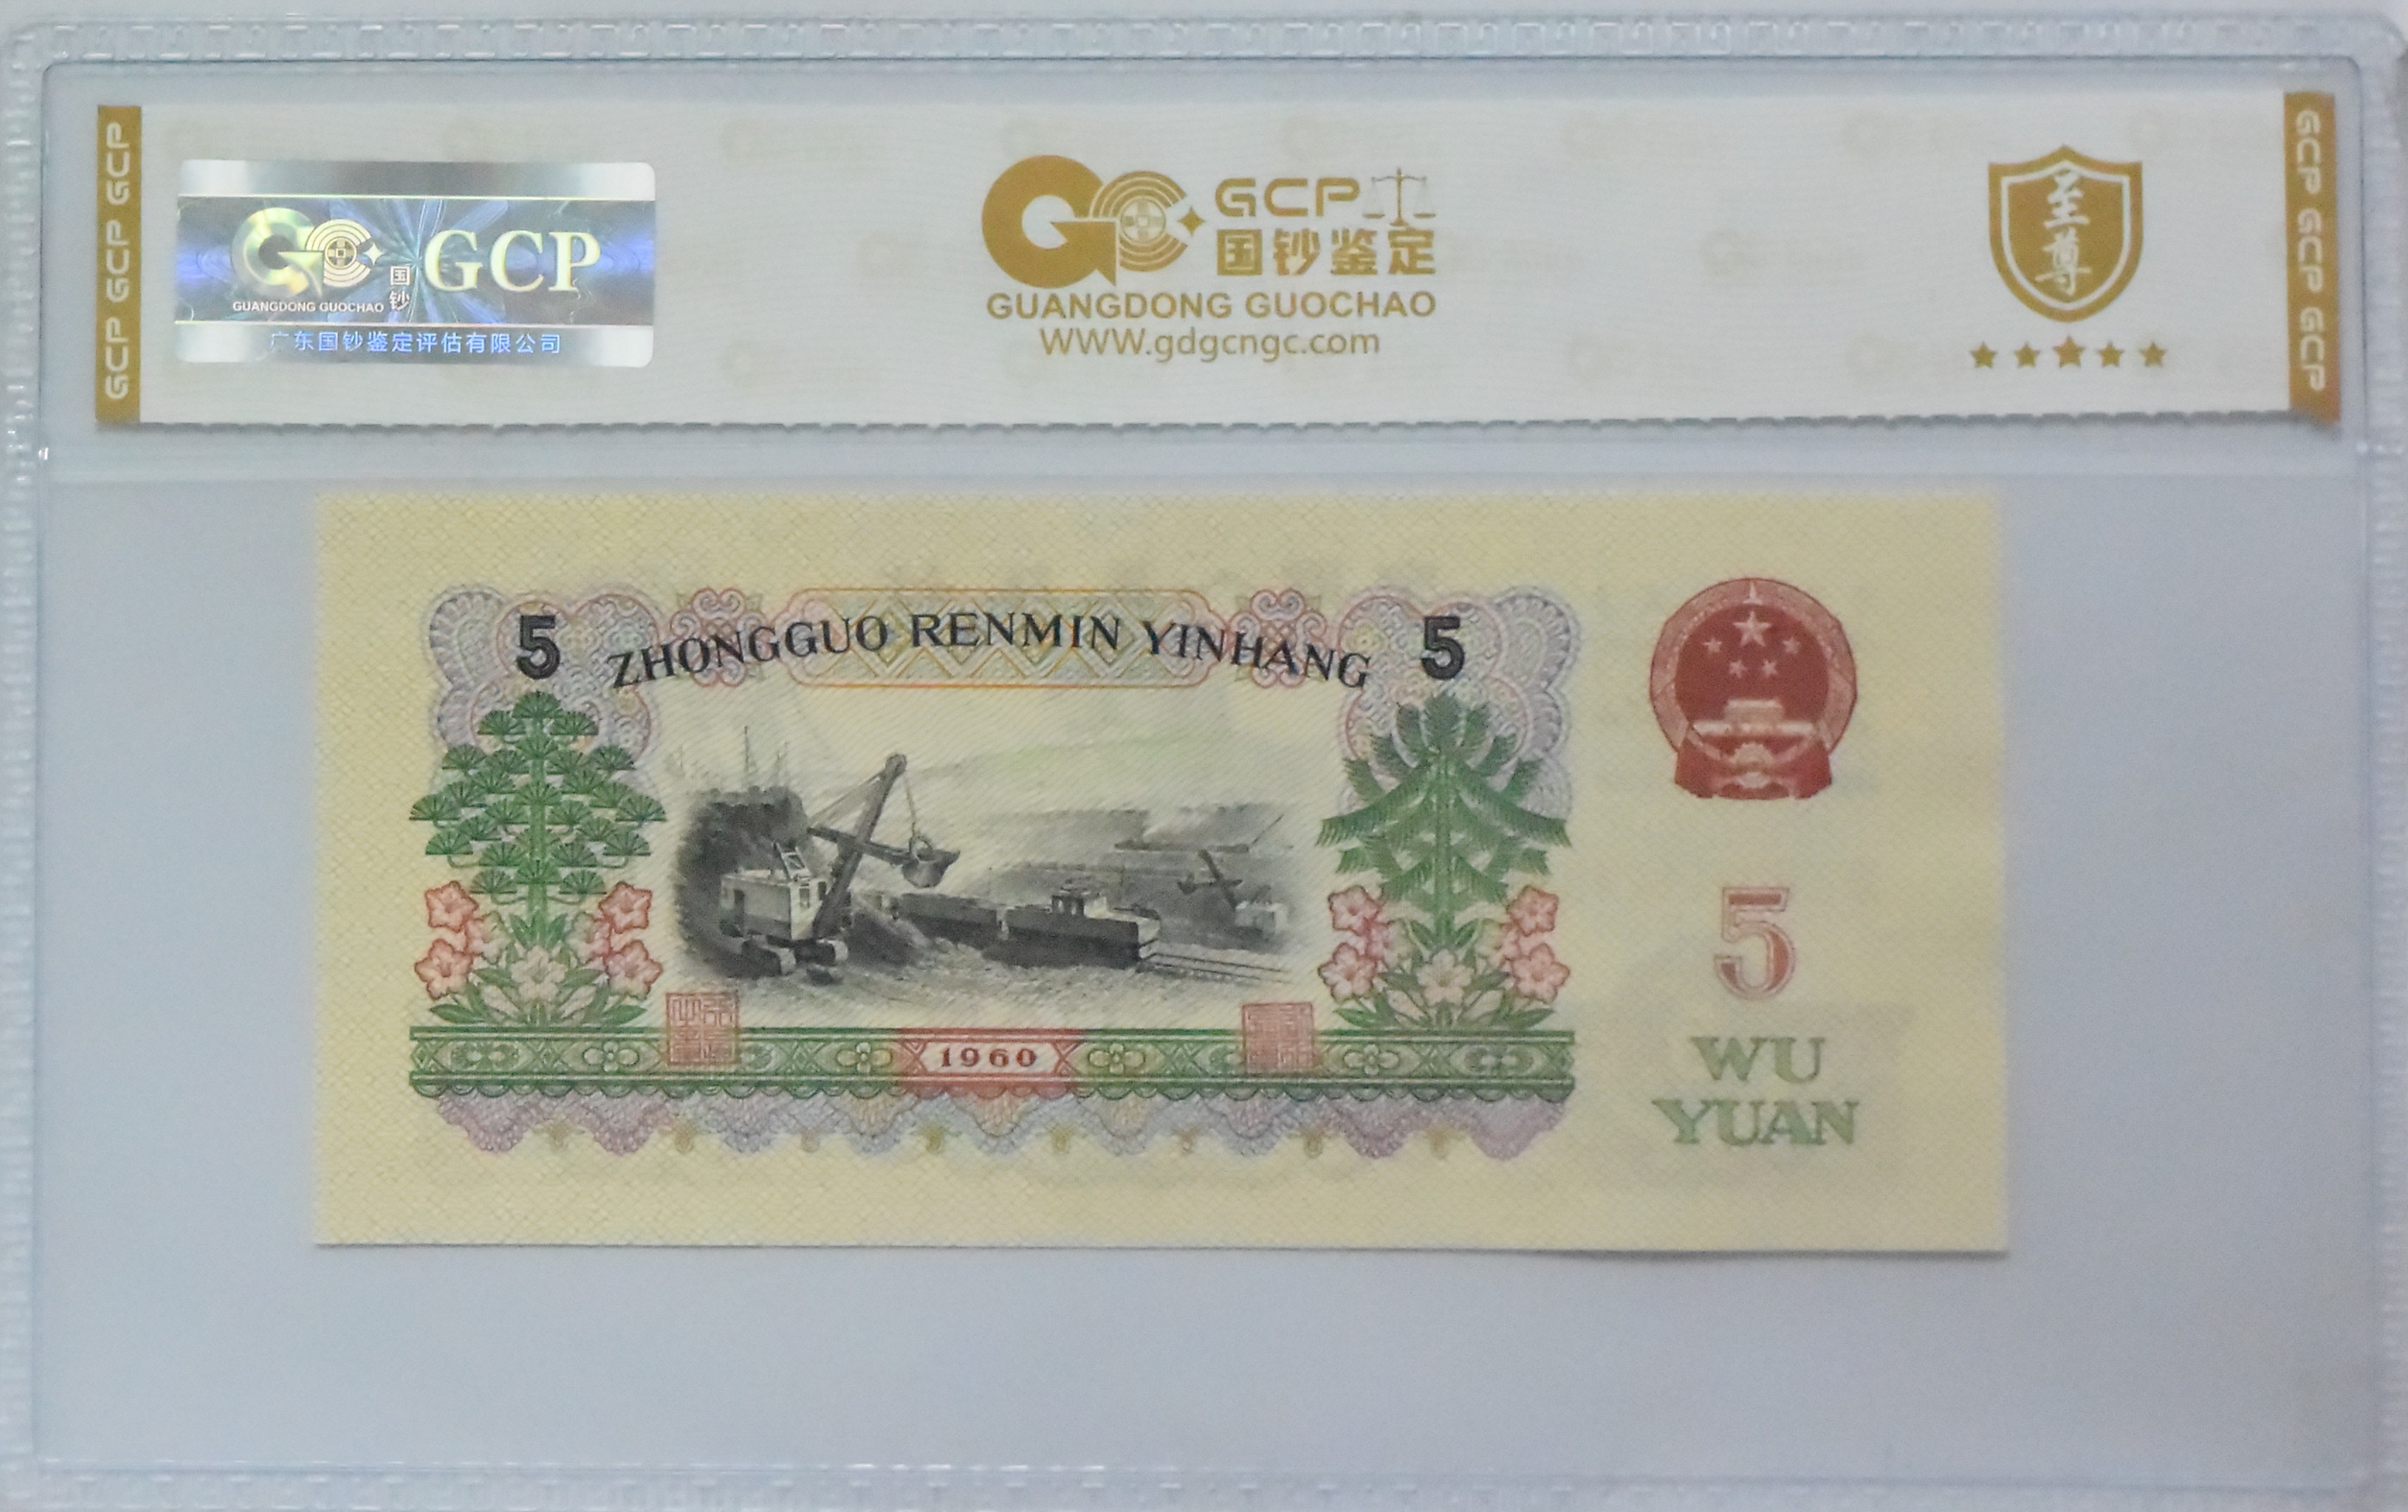 GCP GCP GCP
GCP
国钞
GUANGDONG GUOCHAO
广东国钞鉴定评估有限公司
GCP
国钞鉴定
GUANGDONG GUOCHAO
WWW.gdgcngc.com
至尊
GCP GCP GCP
5 ZHONGGUO RENMIN YINHANG 5
5
WU
YUAN
1960